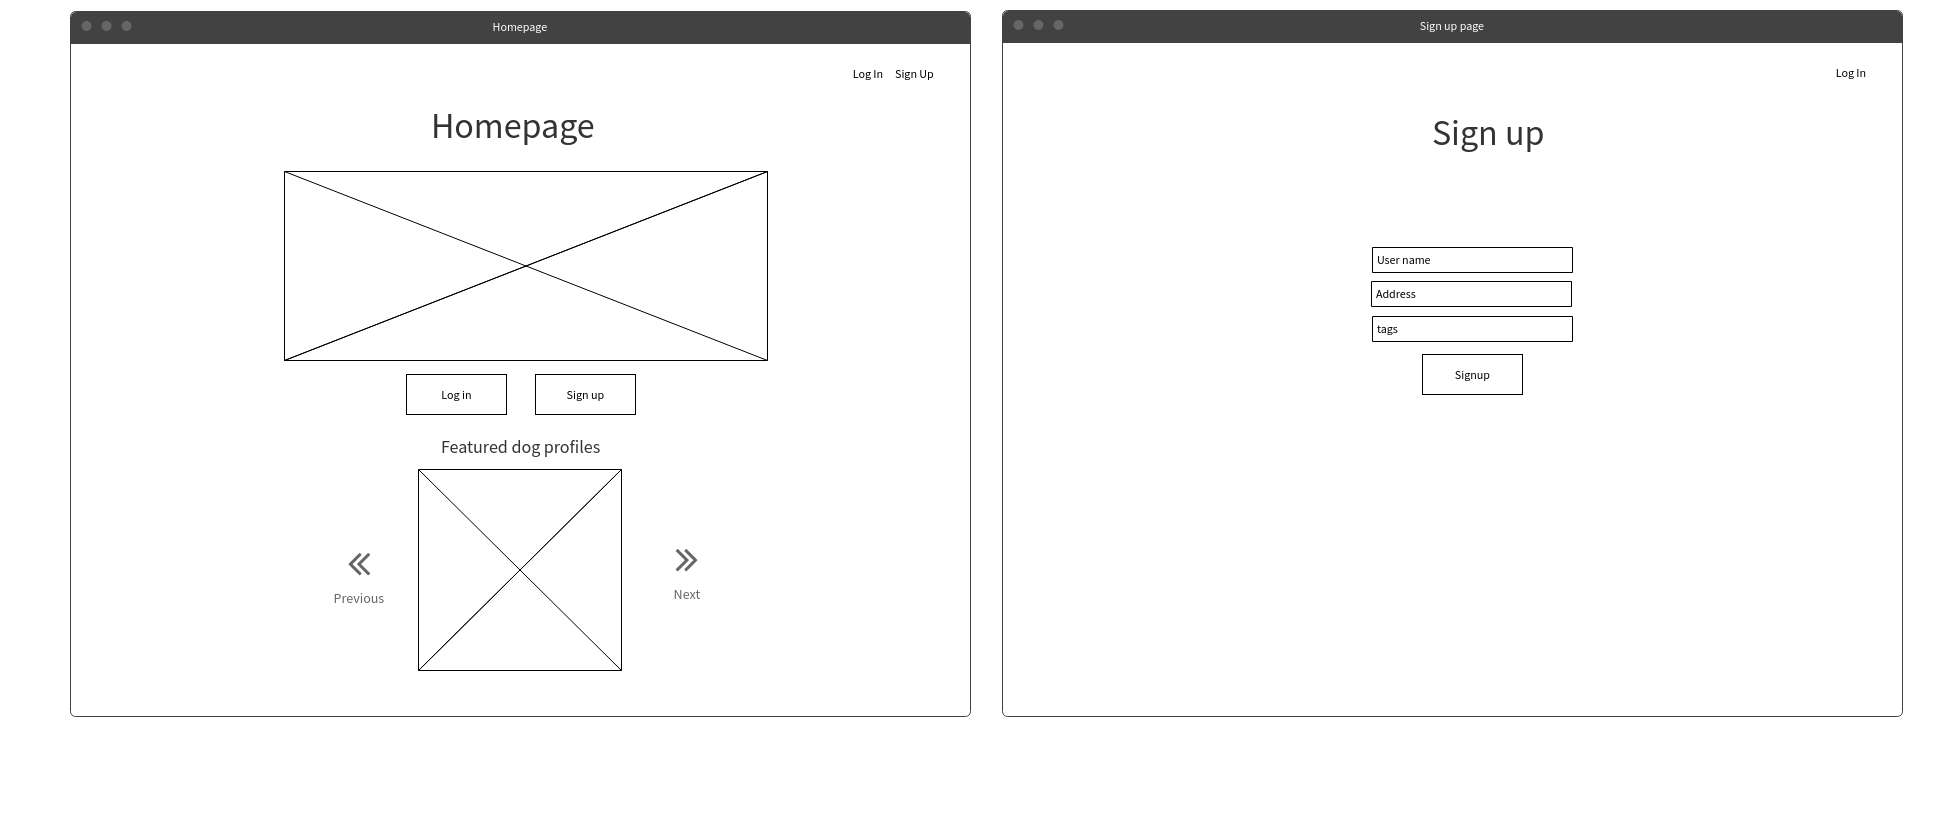 Homepage
Log In Sign Up
Homepage
Log in
Sign up
Featured dog profiles
Previous
Next
Sign up page
Log In
Sign up
User name
Address
tags
Signup